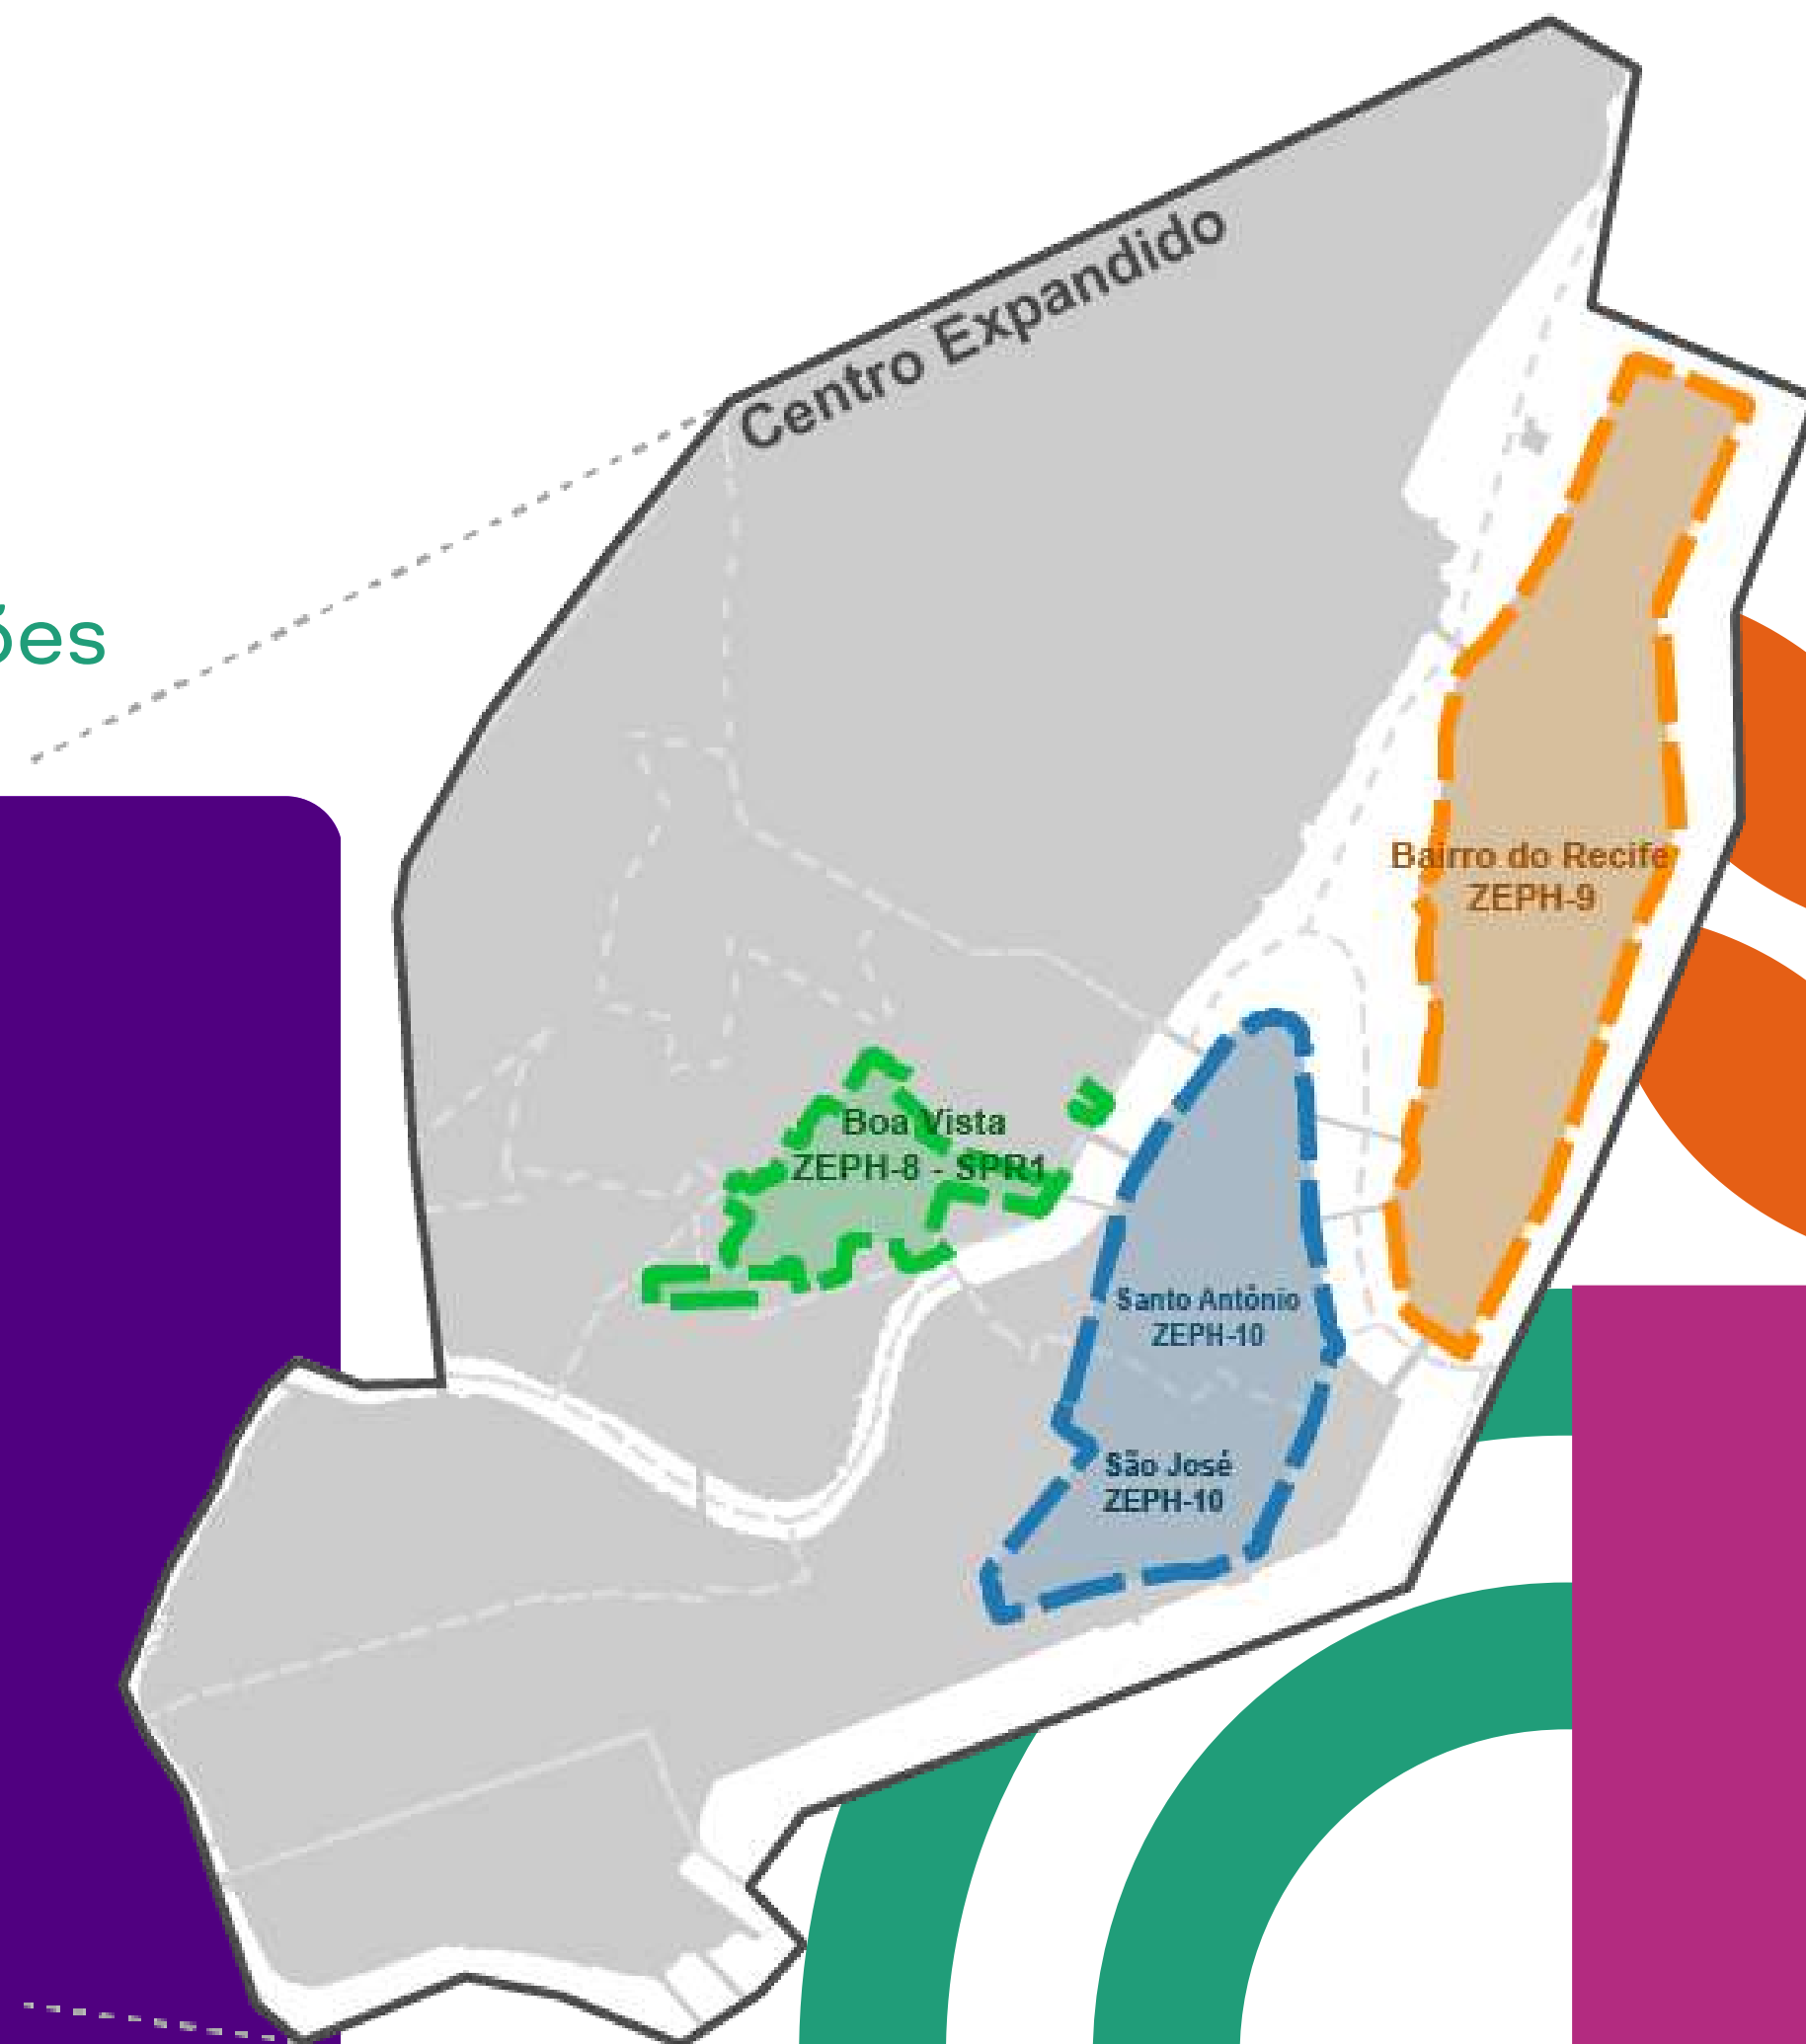 Centro Expandido
ões
Bairro do Recife
ZEPH-9
Boa Vista
ZEPH-8 - SPR1
Santo Antônio
ZEPH-10
São José
ZEPH-10